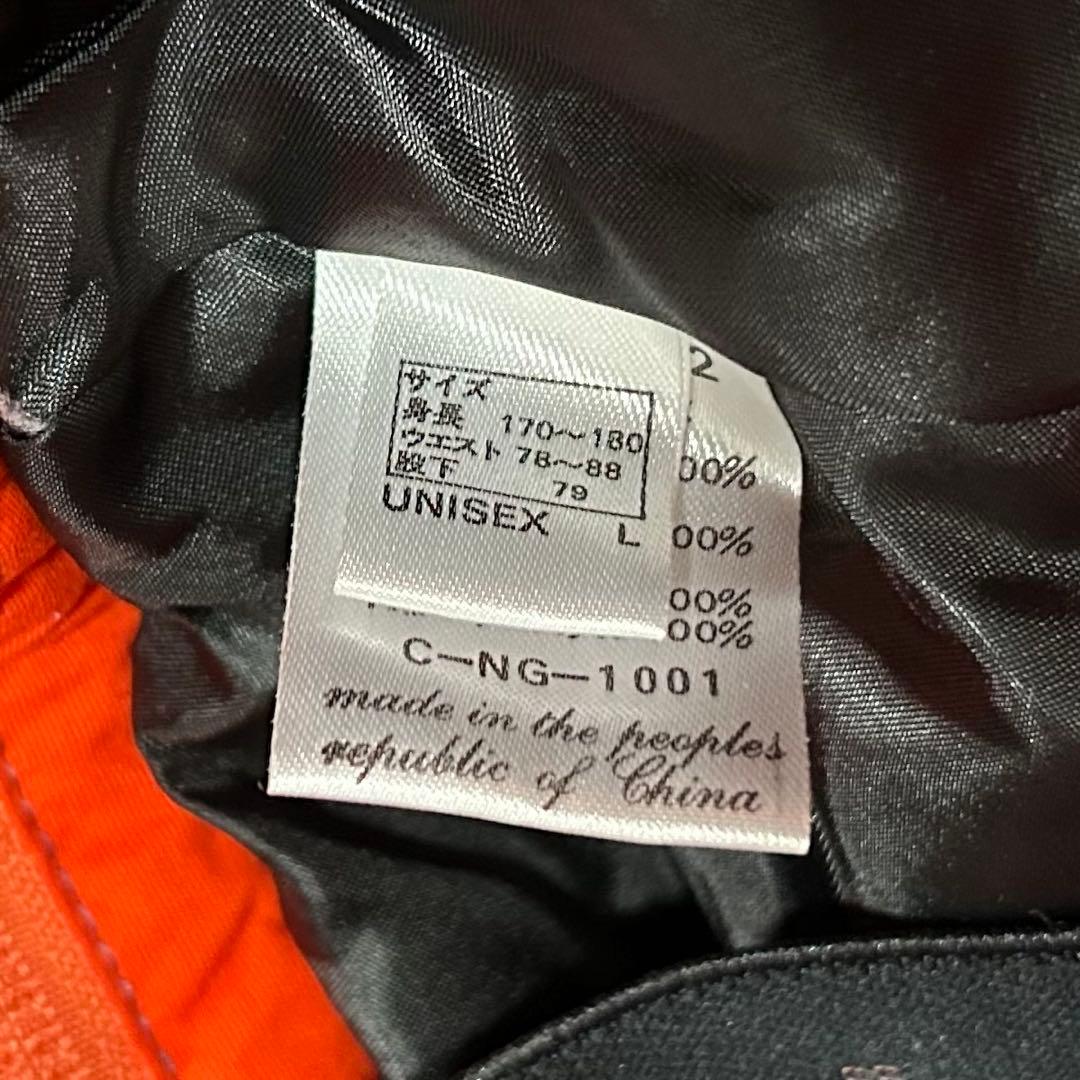 サイズ
身長 170～180
ウエスト 78～88
股下 79
UNISEX L
2
00%
00%
00%
00%
C－NG－1001
made in the peoples
republic of China